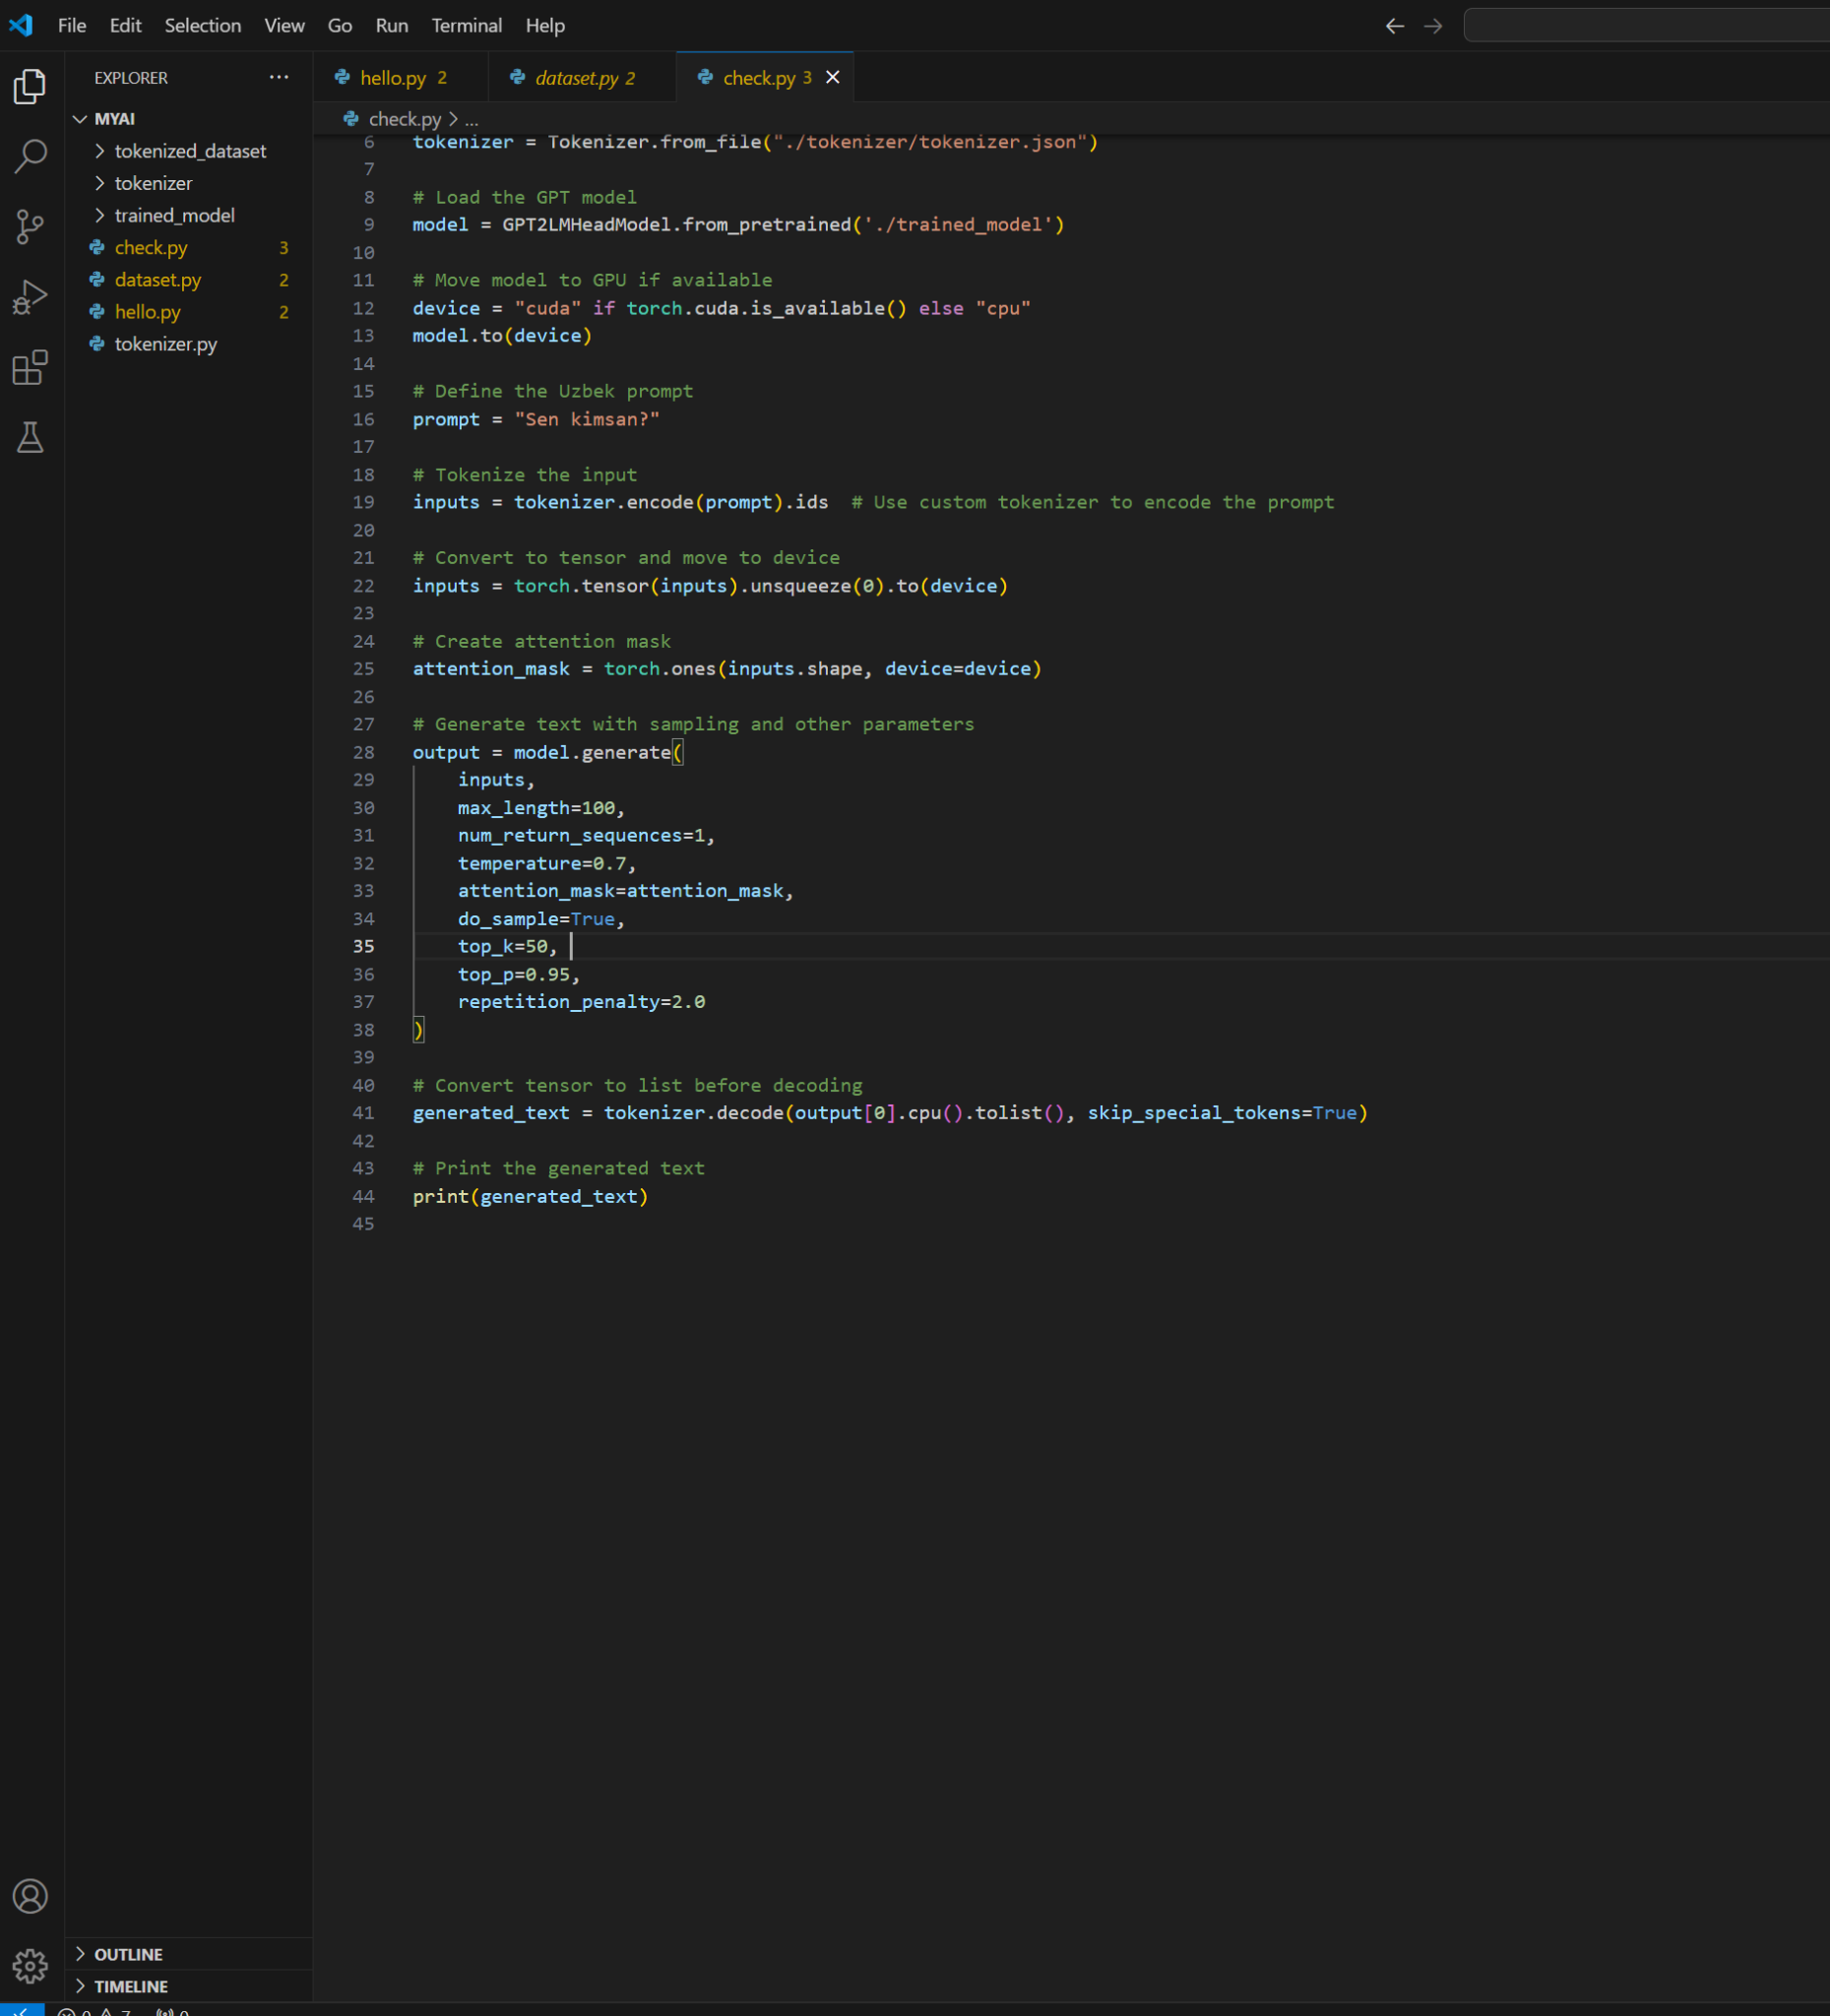 File Edit Selection View Go Run Terminal Help
EXPLORER
MYAI
tokenized_dataset
tokenizer
trained_model
check.py 3
dataset.py 2
hello.py 2
tokenizer.py
OUTLINE
TIMELINE
hello.py 2 dataset.py 2 check.py 3
check.py > ...
6 tokenizer = Tokenizer.from_file("./tokenizer/tokenizer.json")
7
8 # Load the GPT model
9 model = GPT2LMHeadModel.from_pretrained('./trained_model')
10
11 # Move model to GPU if available
12 device = "cuda" if torch.cuda.is_available() else "cpu"
13 model.to(device)
14
15 # Define the Uzbek prompt
16 prompt = "Sen kimsan?"
17
18 # Tokenize the input
19 inputs = tokenizer.encode(prompt).ids  # Use custom tokenizer to encode the prompt
20
21 # Convert to tensor and move to device
22 inputs = torch.tensor(inputs).unsqueeze(0).to(device)
23
24 # Create attention mask
25 attention_mask = torch.ones(inputs.shape, device=device)
26
27 # Generate text with sampling and other parameters
28 output = model.generate(
29     inputs,
30     max_length=100,
31     num_return_sequences=1,
32     temperature=0.7,
33     attention_mask=attention_mask,
34     do_sample=True,
35     top_k=50,
36     top_p=0.95,
37     repetition_penalty=2.0
38 )
39
40 # Convert tensor to list before decoding
41 generated_text = tokenizer.decode(output[0].cpu().tolist(), skip_special_tokens=True)
42
43 # Print the generated text
44 print(generated_text)
45